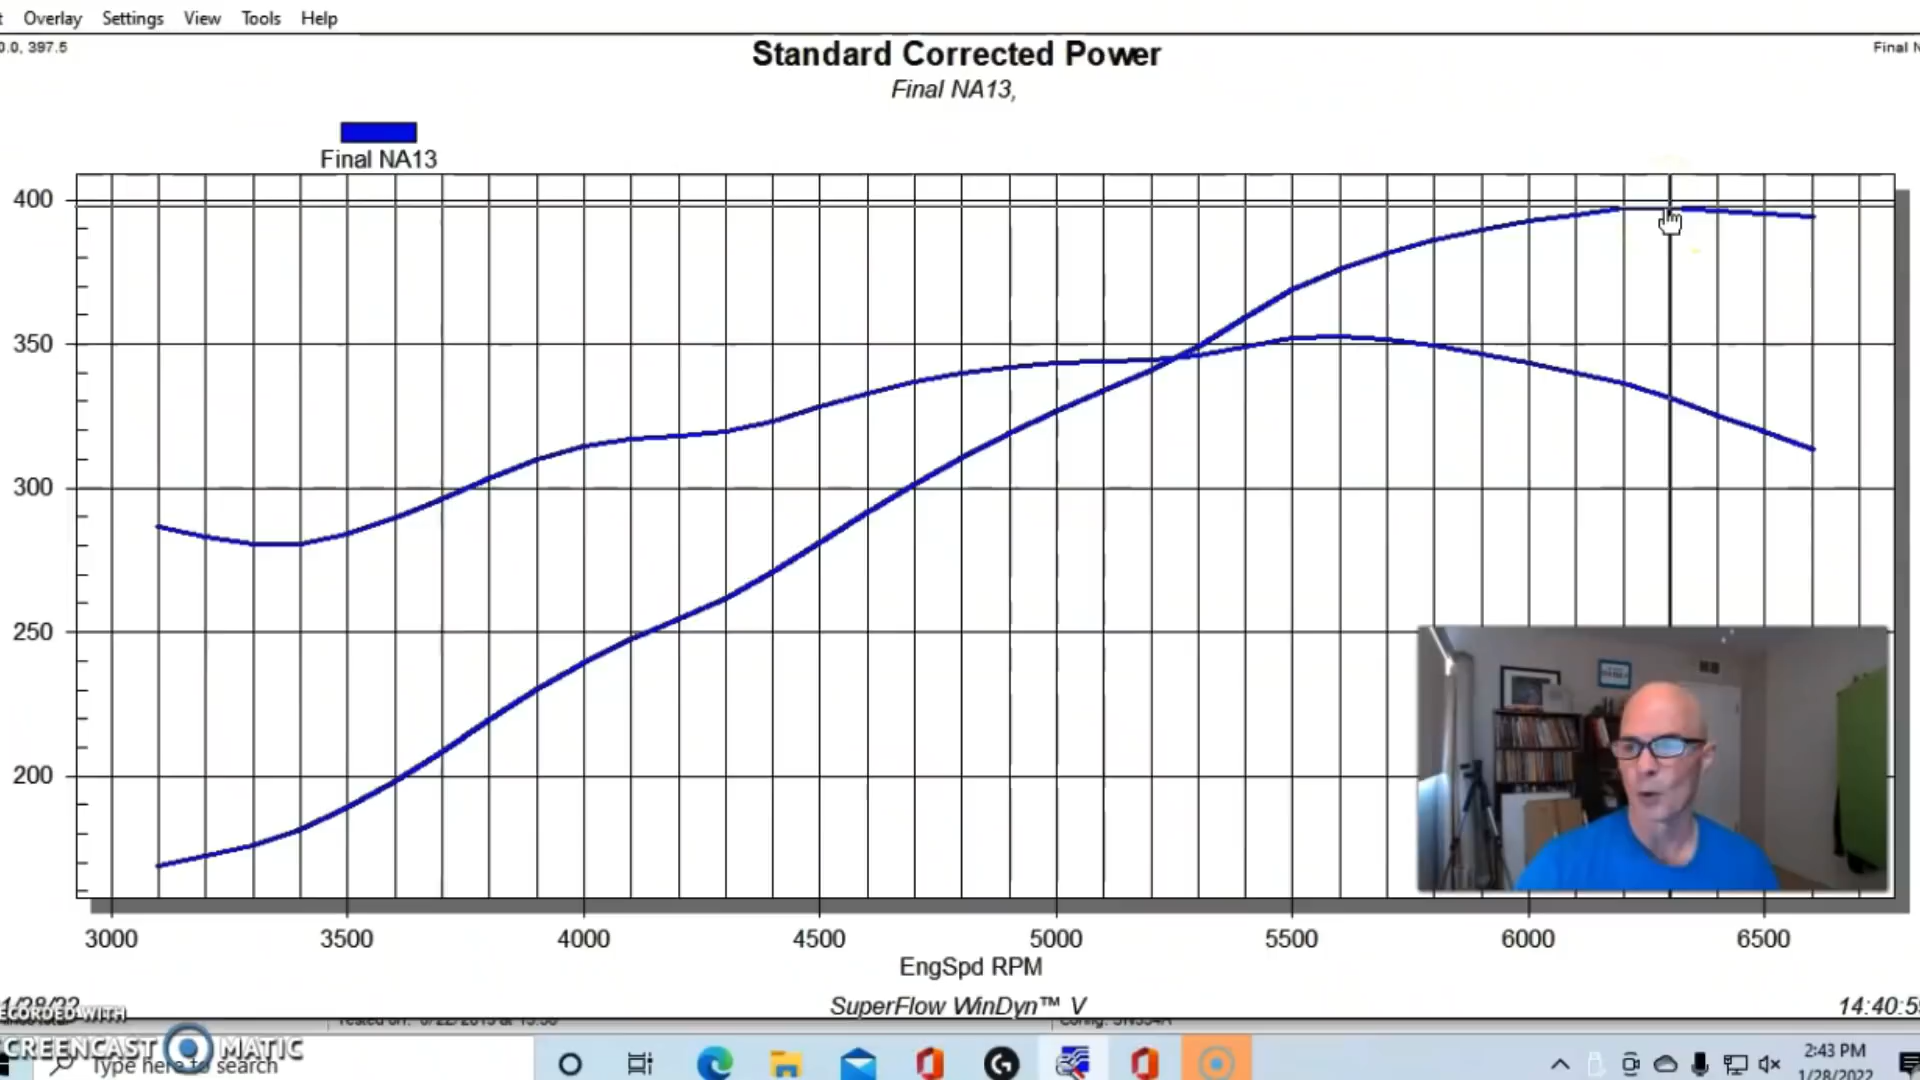 Overlay Settings View Tools Help
0.0, 397.5
Final
Standard Corrected Power
Final NA13,
Final NA13
400
350
300
250
200
3000 3500 4000 4500 5000 5500 6000 6500
EngSpd RPM
SuperFlow WinDyn™ V
14:40:5
RECORDED WITH
SCREENCAST MATIC
Type here to search
2:43 PM
1/28/2022